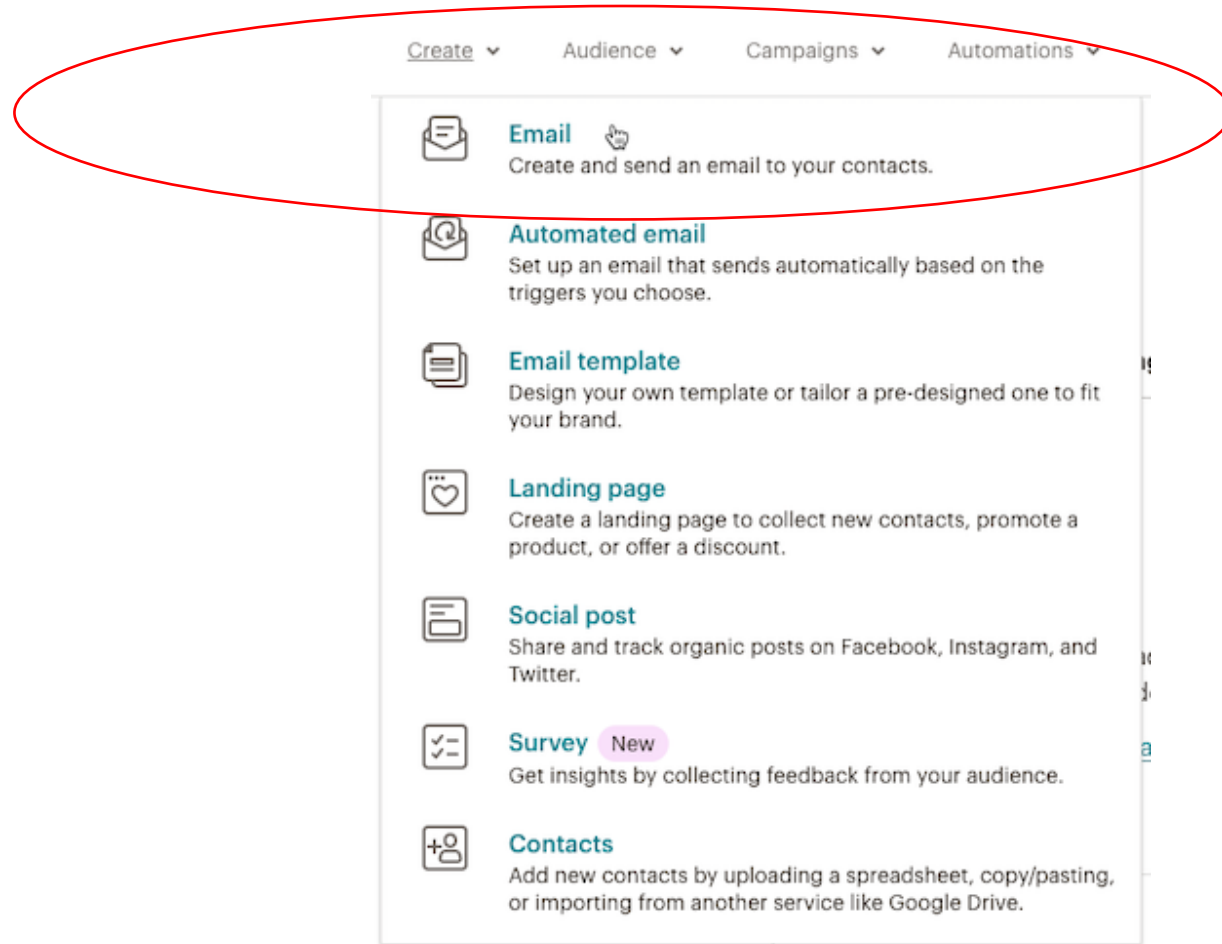 Create Audience Campaigns Automations
Email
Create and send an email to your contacts.
Automated email
Set up an email that sends automatically based on the
triggers you choose.
Email template
Design your own template or tailor a pre-designed one to fit
your brand.
Landing page
Create a landing page to collect new contacts, promote a
product, or offer a discount.
Social post
Share and track organic posts on Facebook, Instagram, and
Twitter.
Survey New
Get insights by collecting feedback from your audience.
Contacts
Add new contacts by uploading a spreadsheet, copy/pasting,
or importing from another service like Google Drive.